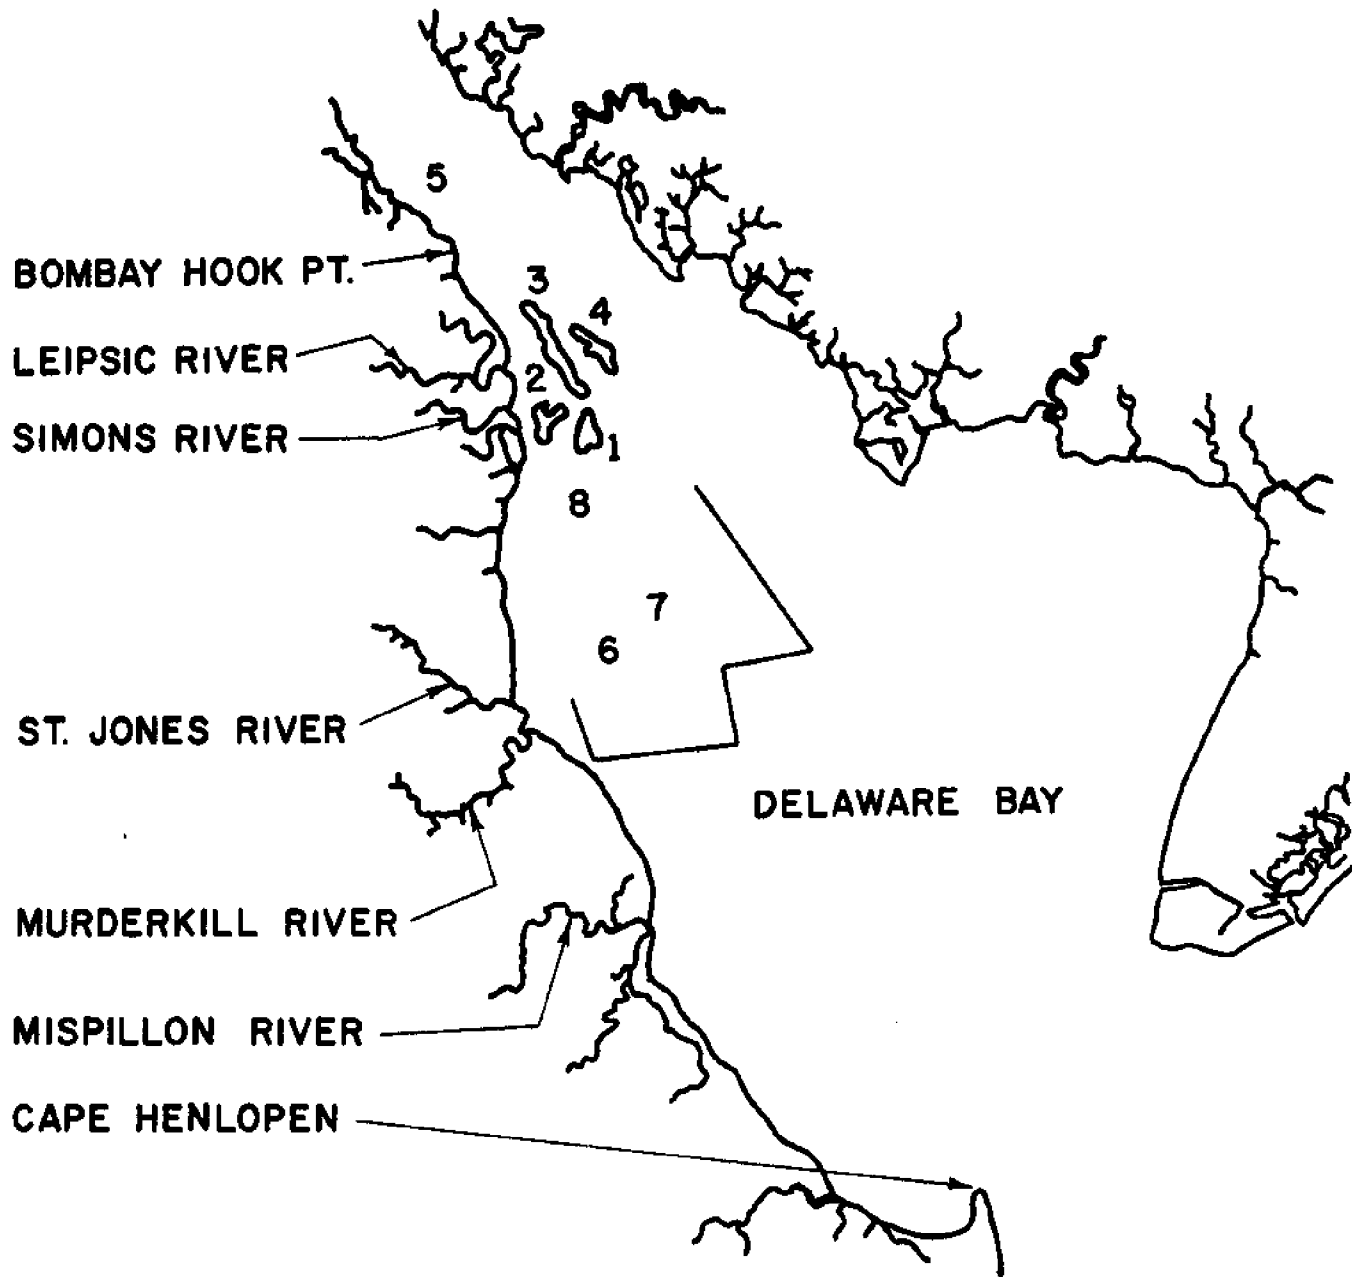 5
BOMBAY HOOK PT.
3
4
LEIPSIC RIVER
2
SIMONS RIVER
1
8
7
6
ST. JONES RIVER
DELAWARE BAY
MURDERKILL RIVER
MISPILLON RIVER
CAPE HENLOPEN